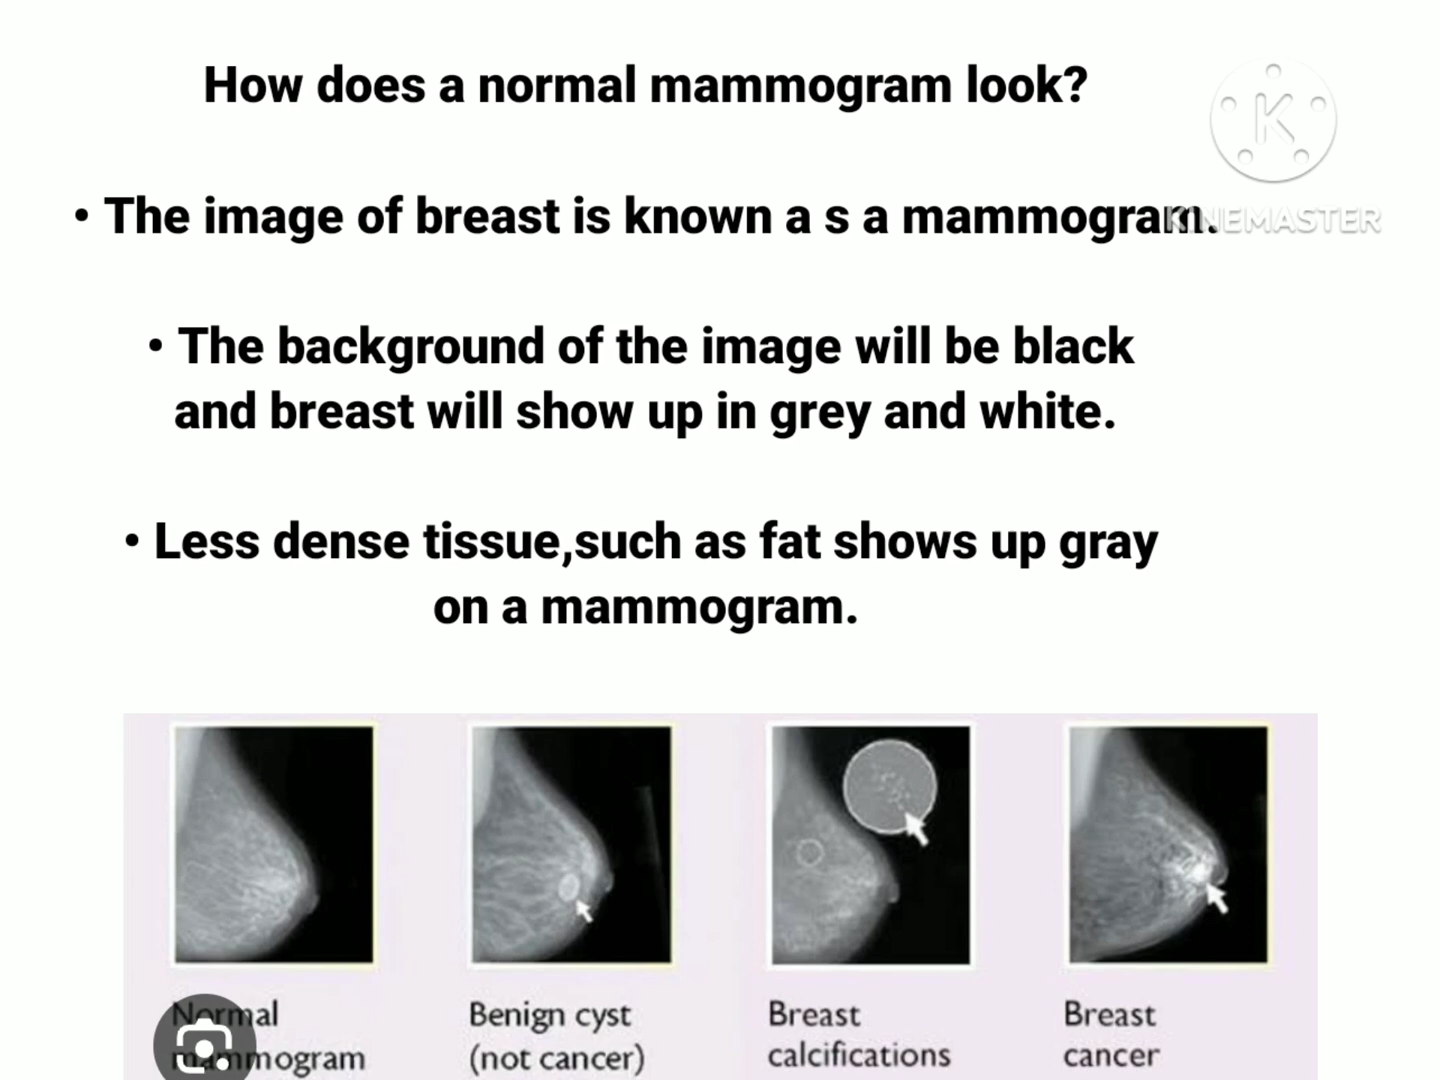 How does a normal mammogram look?
• The image of breast is known a s a mammogram.
KINEMASTER
• The background of the image will be black
and breast will show up in grey and white.
• Less dense tissue,such as fat shows up gray
on a mammogram.
Normal
mammogram
Benign cyst
(not cancer)
Breast
calcifications
Breast
cancer